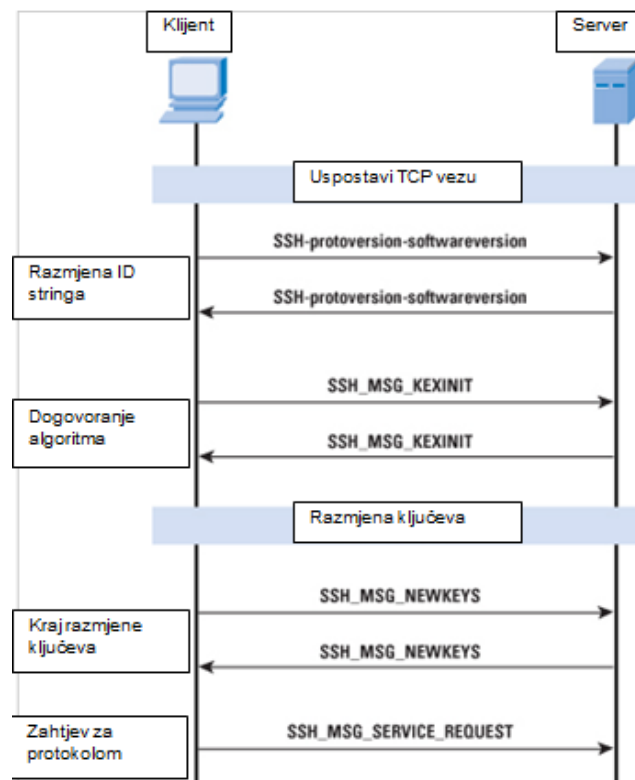 Klijent
Server
Uspostavi TCP vezu
SSH-protoversion-softwareversion
Razmjena ID
stringa
SSH-protoversion-softwareversion
SSH_MSG_KEXINIT
Dogovoranje
algoritma
SSH_MSG_KEXINIT
Razmjena ključeva
SSH_MSG_NEWKEYS
Kraj razmjene
ključeva
SSH_MSG_NEWKEYS
Zahtjev za
protokolom
SSH_MSG_SERVICE_REQUEST